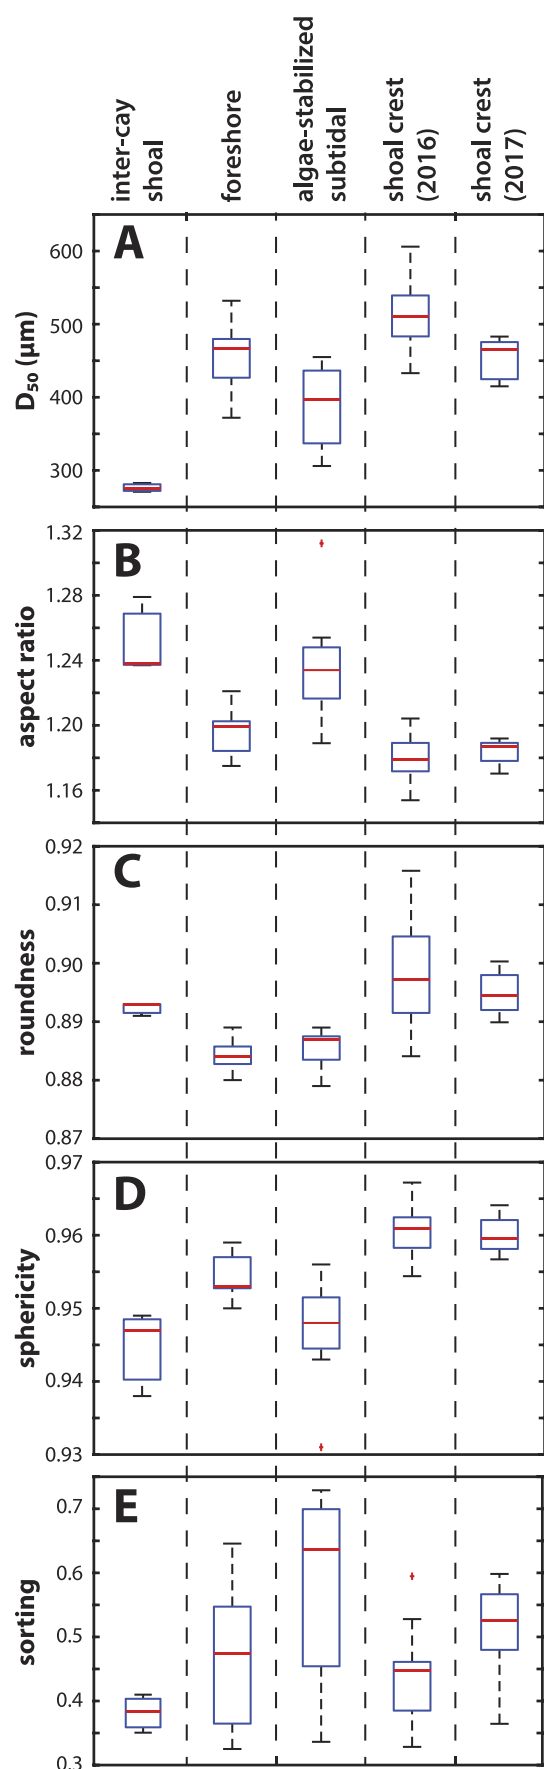 inter-cay
shoal
foreshore
algae-stabilized
subtidal
shoal crest
(2016)
shoal crest
(2017)
A
D₅₀ (μm)
600
500
400
300
B
aspect ratio
1.32
1.28
1.24
1.20
1.16
C
roundness
0.92
0.91
0.90
0.89
0.88
0.87
D
sphericity
0.97
0.96
0.95
0.94
0.93
E
sorting
0.7
0.6
0.5
0.4
0.3